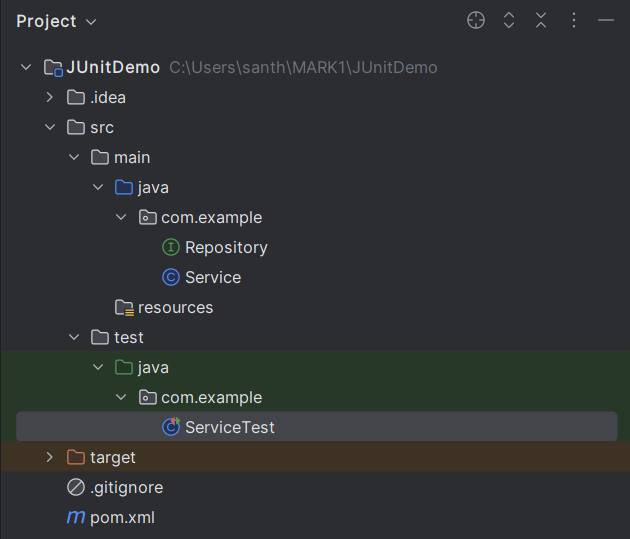 Project
JUnitDemo C:\Users\santh\MARK1\JUnitDemo
.idea
src
main
java
com.example
Repository
Service
resources
test
java
com.example
ServiceTest
target
.gitignore
pom.xml